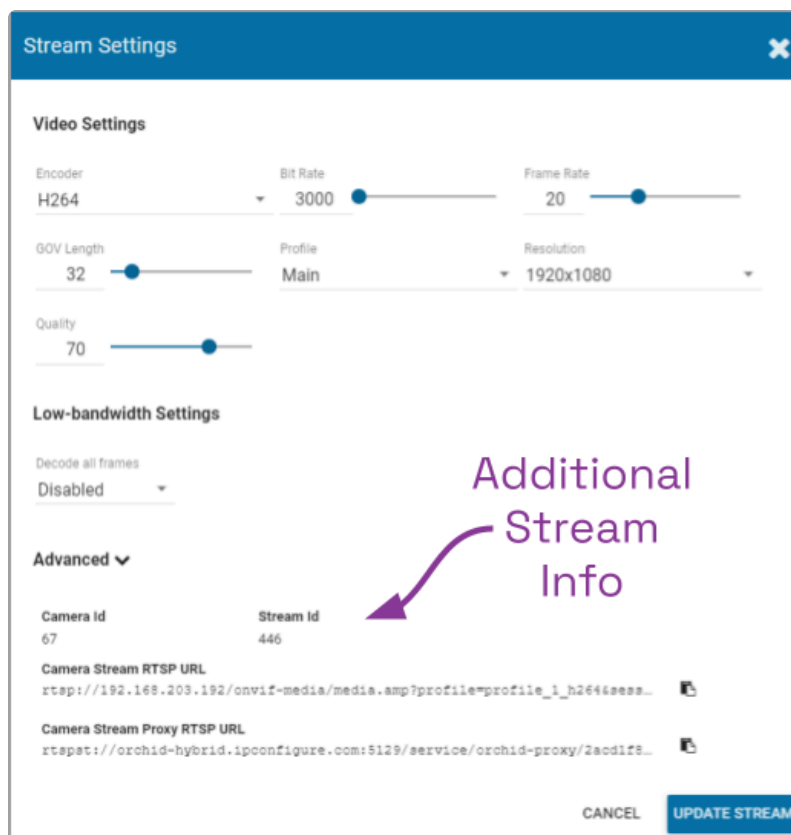 Stream Settings
Video Settings
Encoder
Bit Rate
Frame Rate
H264
3000
20
GOV Length
Profile
Resolution
32
Main
1920x1080
Quality
70
Low-bandwidth Settings
Decode all frames
Disabled
Additional
Stream
Info
Advanced
Camera Id
Stream Id
67
446
Camera Stream RTSP URL
rtsp://192.168.203.192/onvif-media/media.amp?profile=profile_1_h264&sess…
Camera Stream Proxy RTSP URL
rtspst://orchid-hybrid.ipconfigure.com:5129/service/orchid-proxy/2acd1f8…
CANCEL
UPDATE STREAM